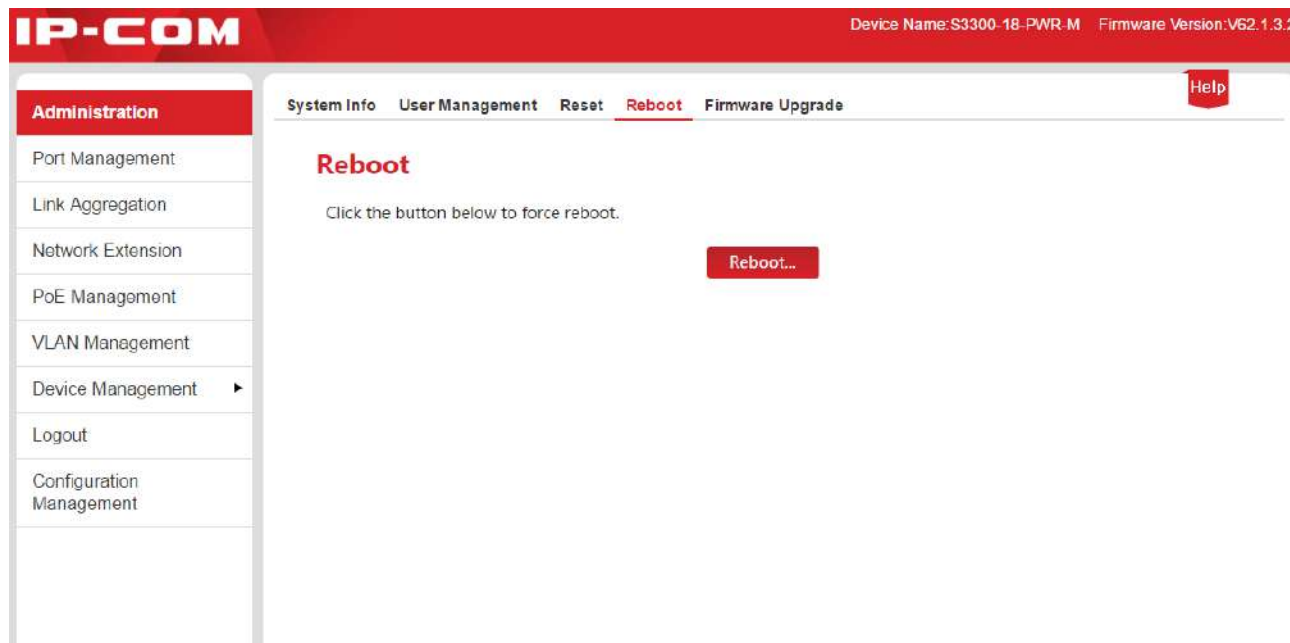 IP-COM
Device Name:S3300-18-PWR-M Firmware Version:V62.1.3.2
Help
Administration
System Info User Management Reset Reboot Firmware Upgrade
Port Management
Reboot
Link Aggregation
Click the button below to force reboot.
Network Extension
Reboot...
PoE Management
VLAN Management
Device Management
Logout
Configuration
Management